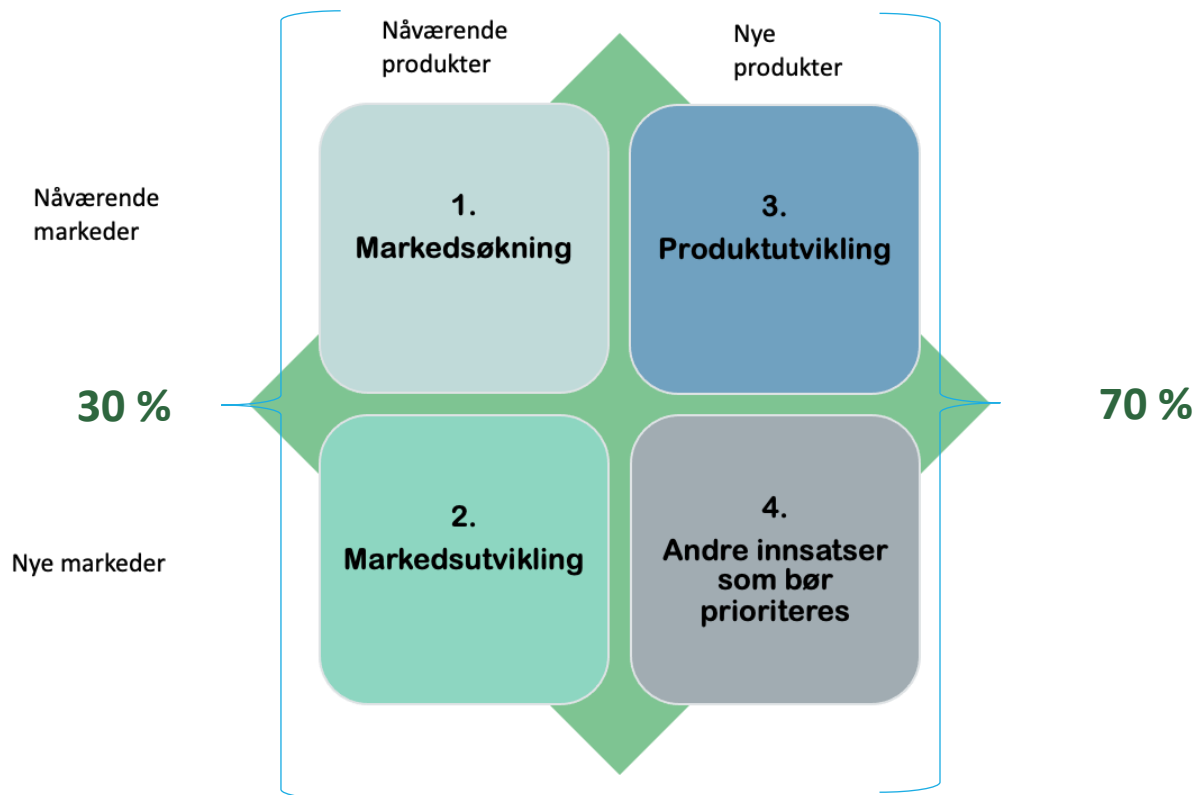 Nåværende
produkter
Nye
produkter
Nåværende
markeder
1.
Markedsøkning
3.
Produktutvikling
30 %
70 %
Nye markeder
2.
Markedsutvikling
4.
Andre innsatser
som bør
prioriteres